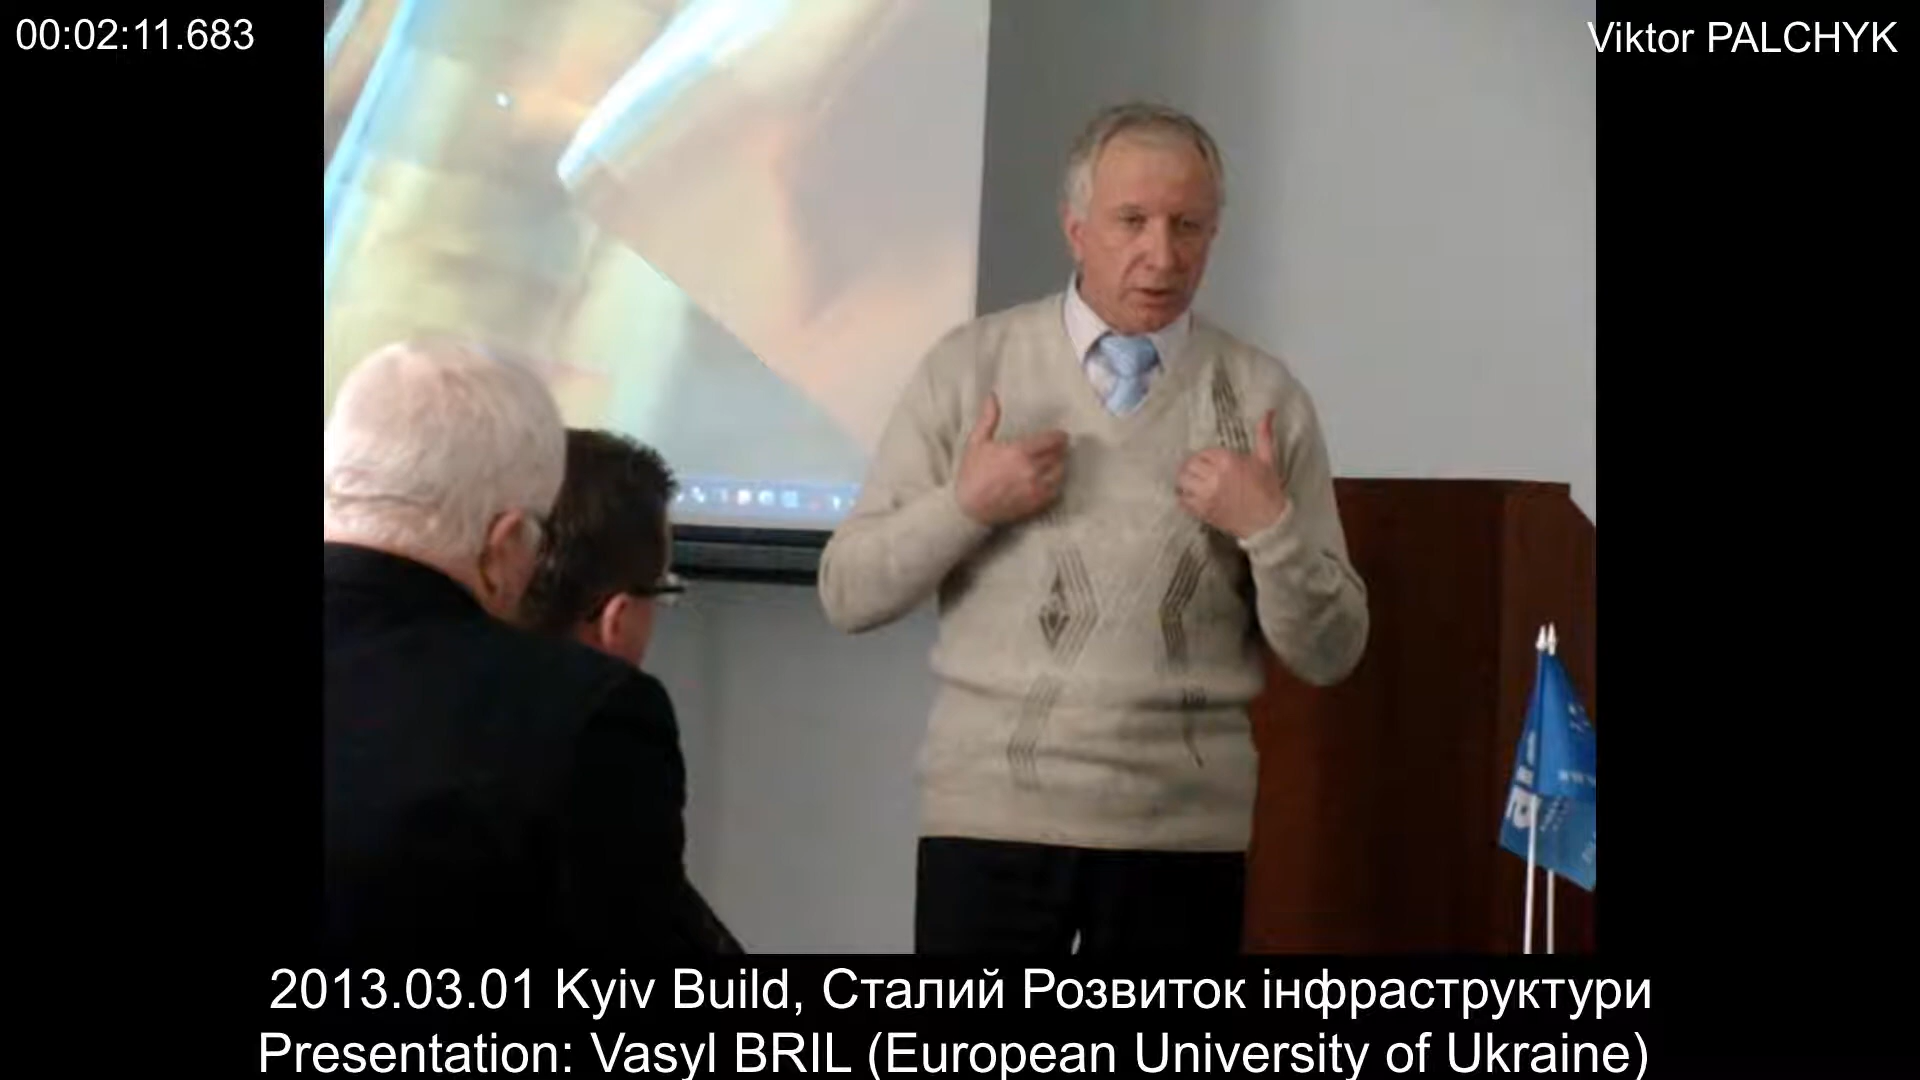 00:02:11.683
Viktor PALCHYK
2013.03.01 Kyiv Build, Сталий Розвиток інфраструктури
Presentation: Vasyl BRIL (European University of Ukraine)